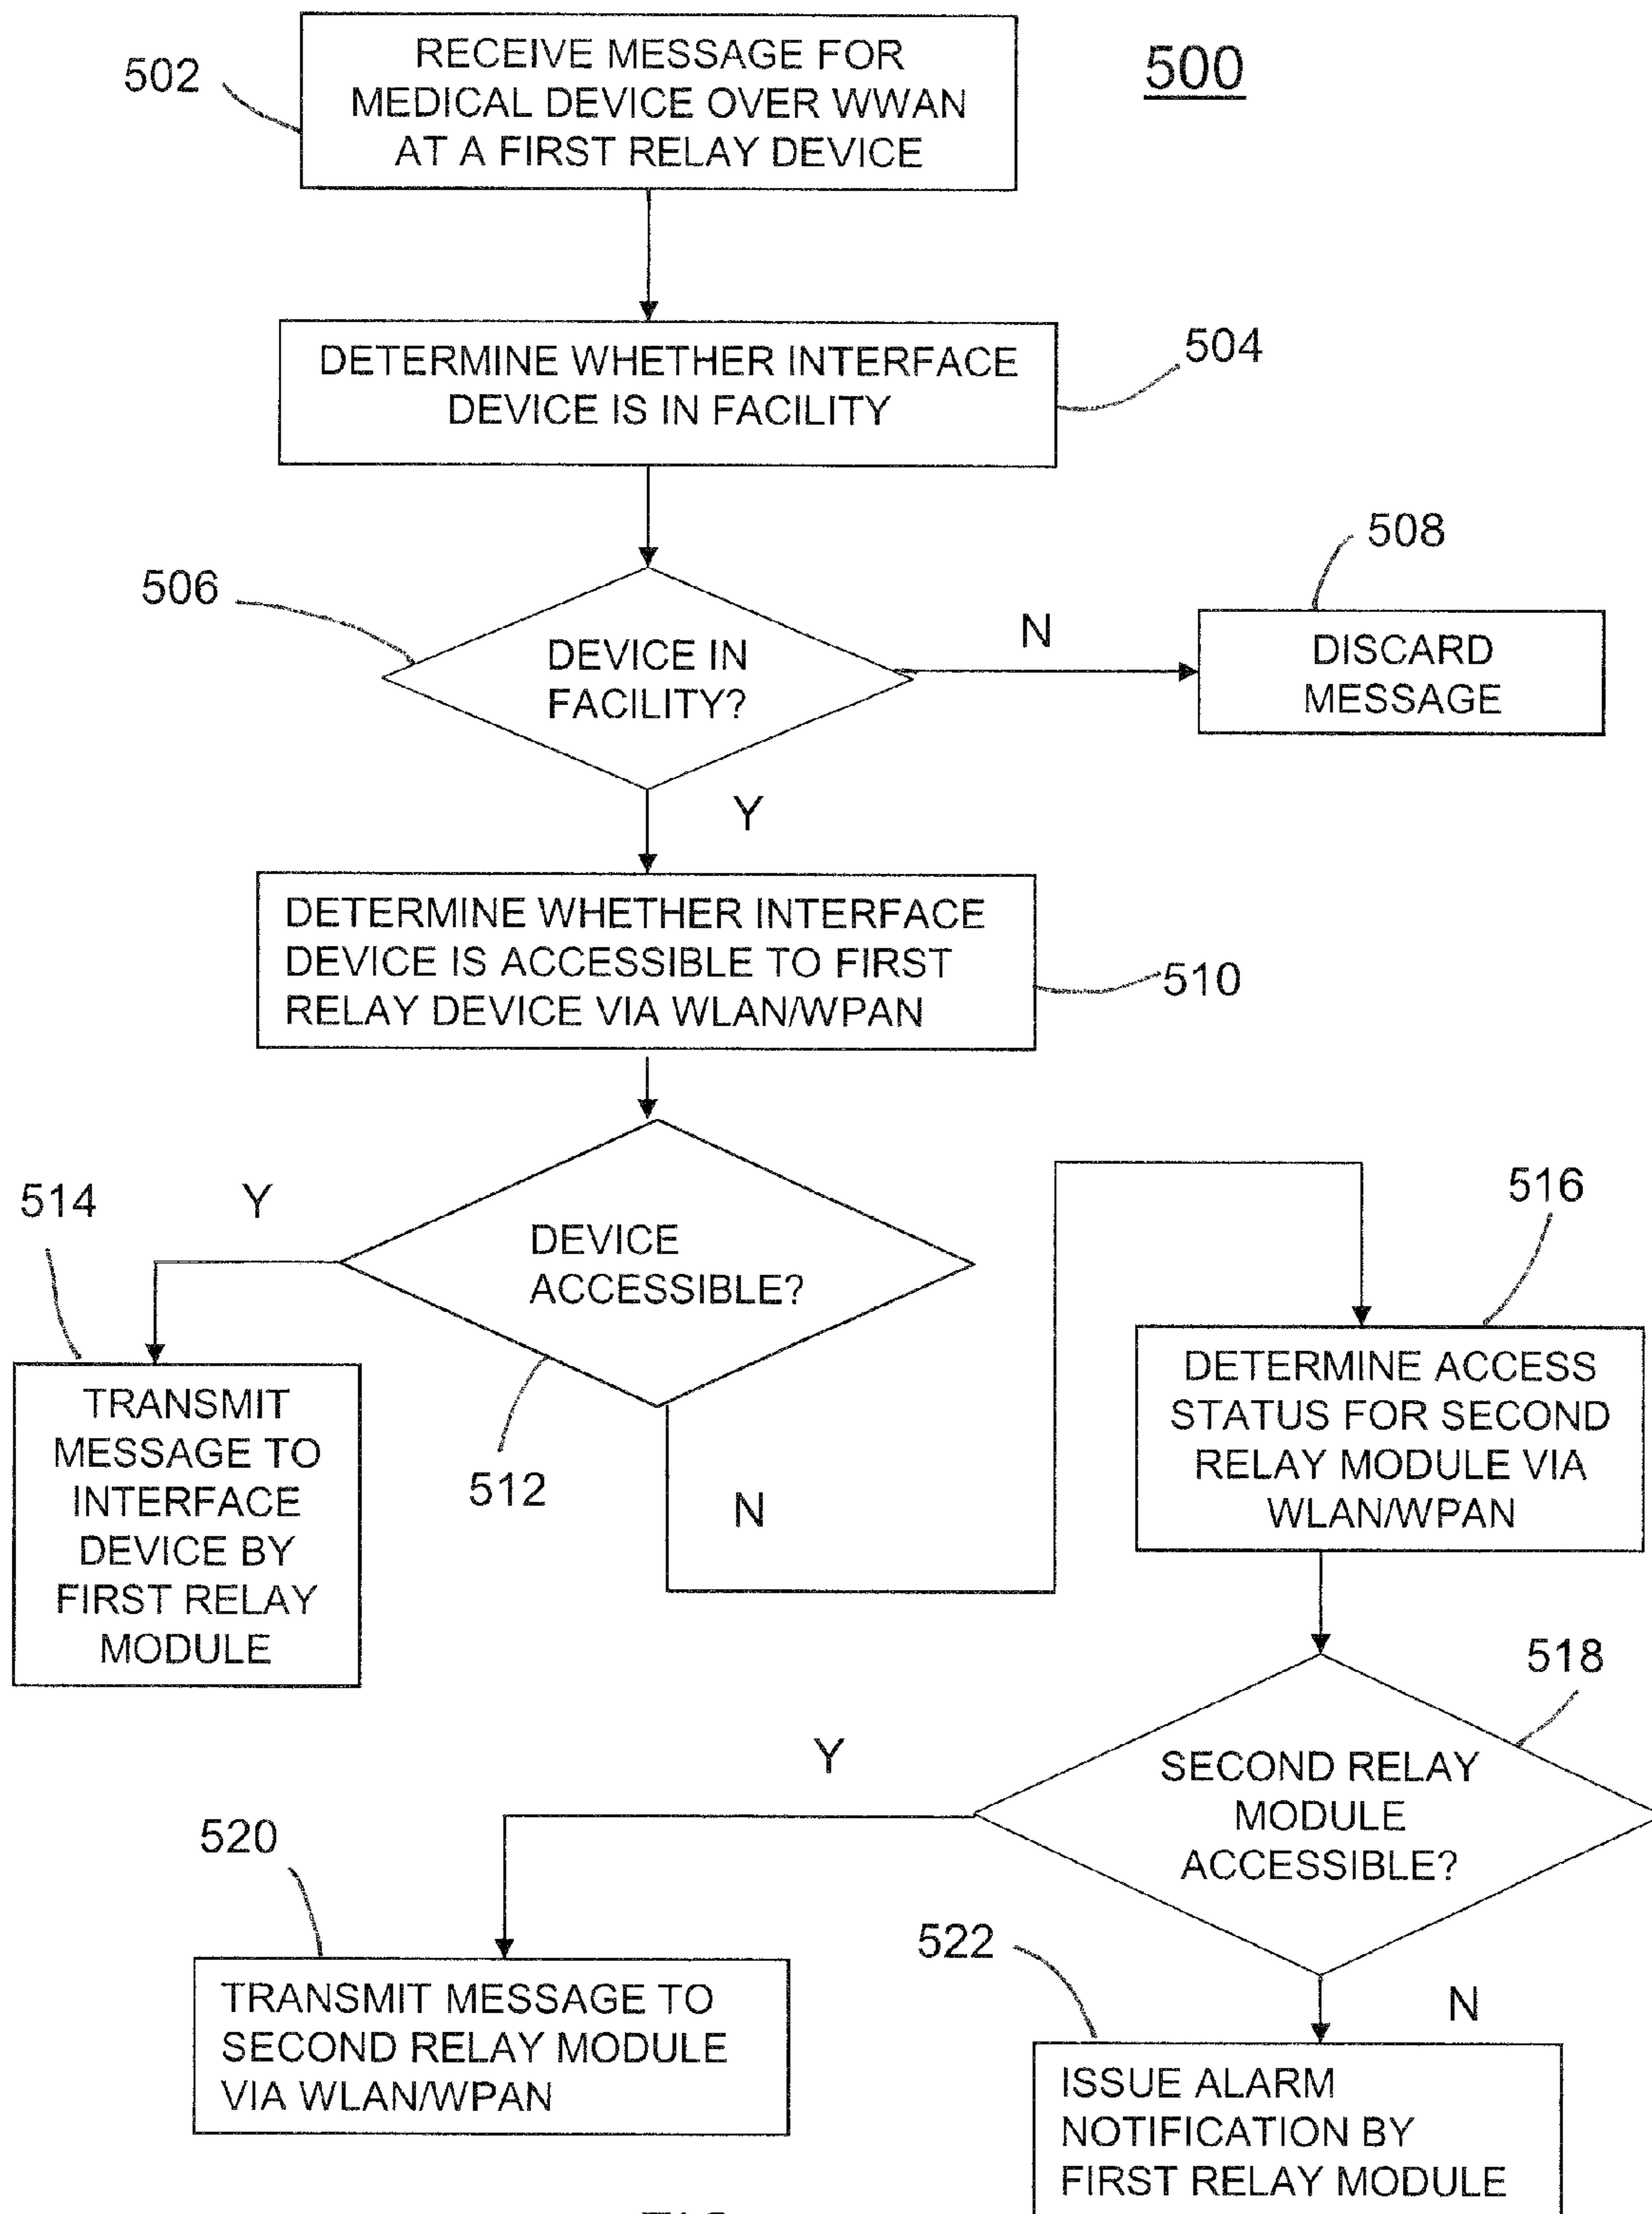 500
502
RECEIVE MESSAGE FOR
MEDICAL DEVICE OVER WWAN
AT A FIRST RELAY DEVICE
504
DETERMINE WHETHER INTERFACE
DEVICE IS IN FACILITY
506
DEVICE IN
FACILITY?
N
508
DISCARD
MESSAGE
Y
DETERMINE WHETHER INTERFACE
DEVICE IS ACCESSIBLE TO FIRST
RELAY DEVICE VIA WLAN/WPAN
510
514
Y
DEVICE
ACCESSIBLE?
512
N
516
TRANSMIT
MESSAGE TO
INTERFACE
DEVICE BY
FIRST RELAY
MODULE
DETERMINE ACCESS
STATUS FOR SECOND
RELAY MODULE VIA
WLAN/WPAN
518
SECOND RELAY
MODULE
ACCESSIBLE?
Y
520
TRANSMIT MESSAGE TO
SECOND RELAY MODULE
VIA WLAN/WPAN
522
N
ISSUE ALARM
NOTIFICATION BY
FIRST RELAY MODULE